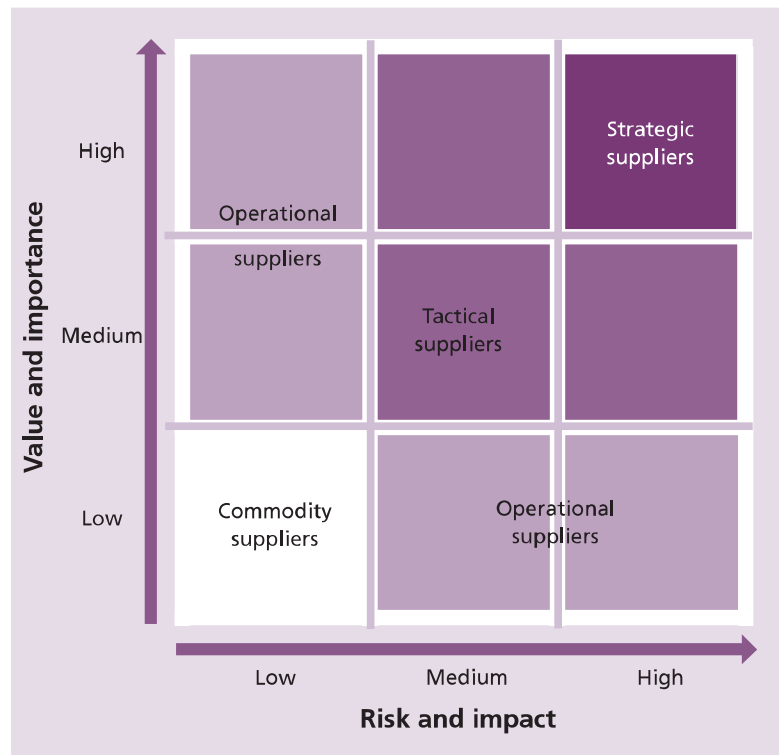 High
Strategic
suppliers
Operational
suppliers
Medium
Tactical
suppliers
Low
Commodity
suppliers
Operational
suppliers
Value and importance
Low
Medium
High
Risk and impact